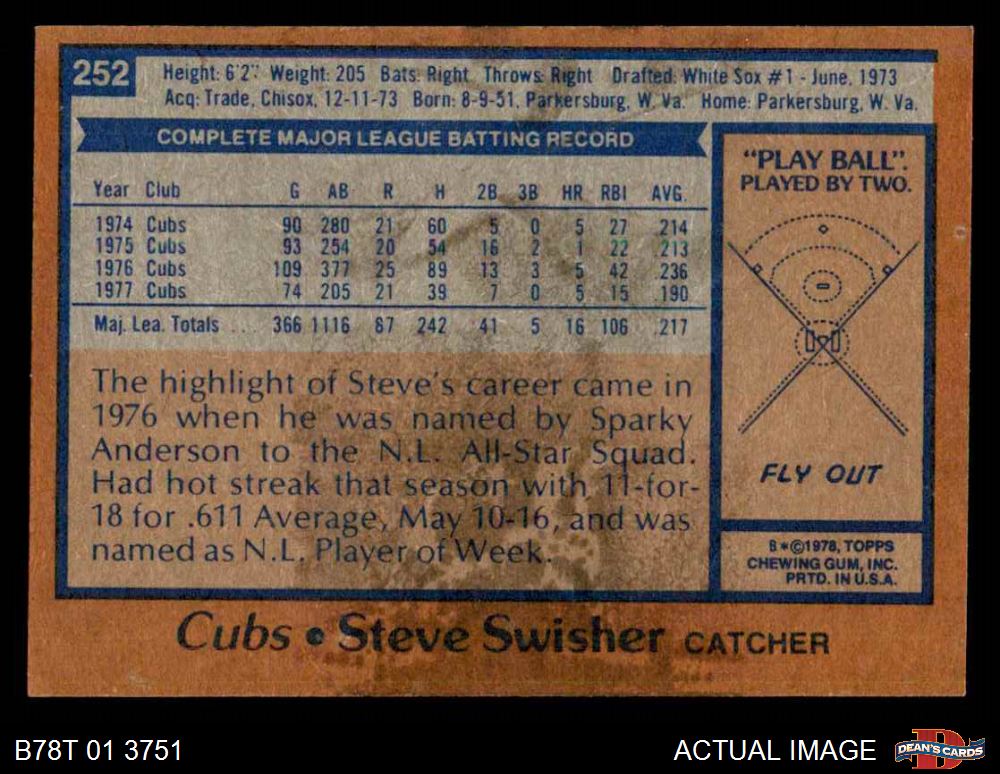 252
Height: 6'2" Weight: 205 Bats: Right Throws: Right Drafted: White Sox #1 - June, 1973
Acq: Trade, Chisox, 12-11-73 Born: 8-9-51, Parkersburg, W. Va. Home: Parkersburg, W. Va.
COMPLETE MAJOR LEAGUE BATTING RECORD
Year Club G AB R H 2B 3B HR RBI AVG.
1974 Cubs 90 280 21 60 5 0 5 27 .214
1975 Cubs 93 254 20 54 16 2 1 22 .213
1976 Cubs 109 377 25 89 13 3 5 42 .236
1977 Cubs 74 205 21 39 7 0 5 15 .190
Maj. Lea. Totals .... 366 1116 87 242 41 5 16 106 .217
The highlight of Steve's career came in
1976 when he was named by Sparky
Anderson to the N.L. All-Star Squad.
Had hot streak that season with 11-for-
18 for .611 Average, May 10-16, and was
named as N.L. Player of Week.
"PLAY BALL".
PLAYED BY TWO.
FLY OUT
B*©1978, TOPPS
CHEWING GUM, INC.
PRTD. IN U.S.A.
Cubs • Steve Swisher CATCHER
B78T 01 3751
ACTUAL IMAGE
D
DEAN'S CARDS